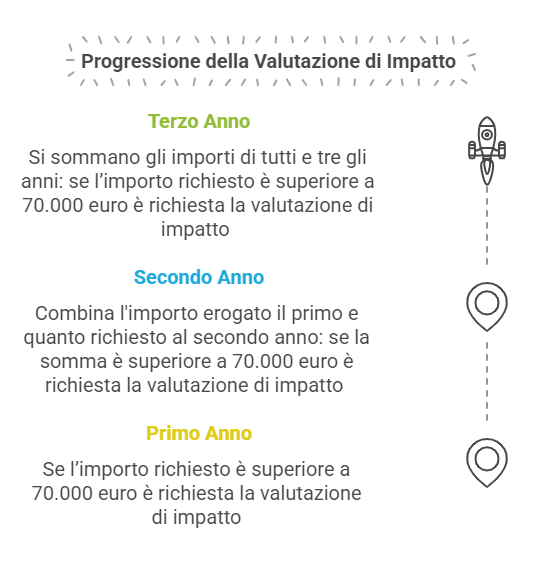 Progressione della Valutazione di Impatto
Terzo Anno
Si sommano gli importi di tutti e tre gli
anni: se l’importo richiesto è superiore a
70.000 euro è richiesta la valutazione di
impatto
Secondo Anno
Combina l'importo erogato il primo e
quanto richiesto al secondo anno: se la
somma è superiore a 70.000 euro è
richiesta la valutazione di impatto
Primo Anno
Se l’importo richiesto è superiore a
70.000 euro è richiesta la valutazione
di impatto